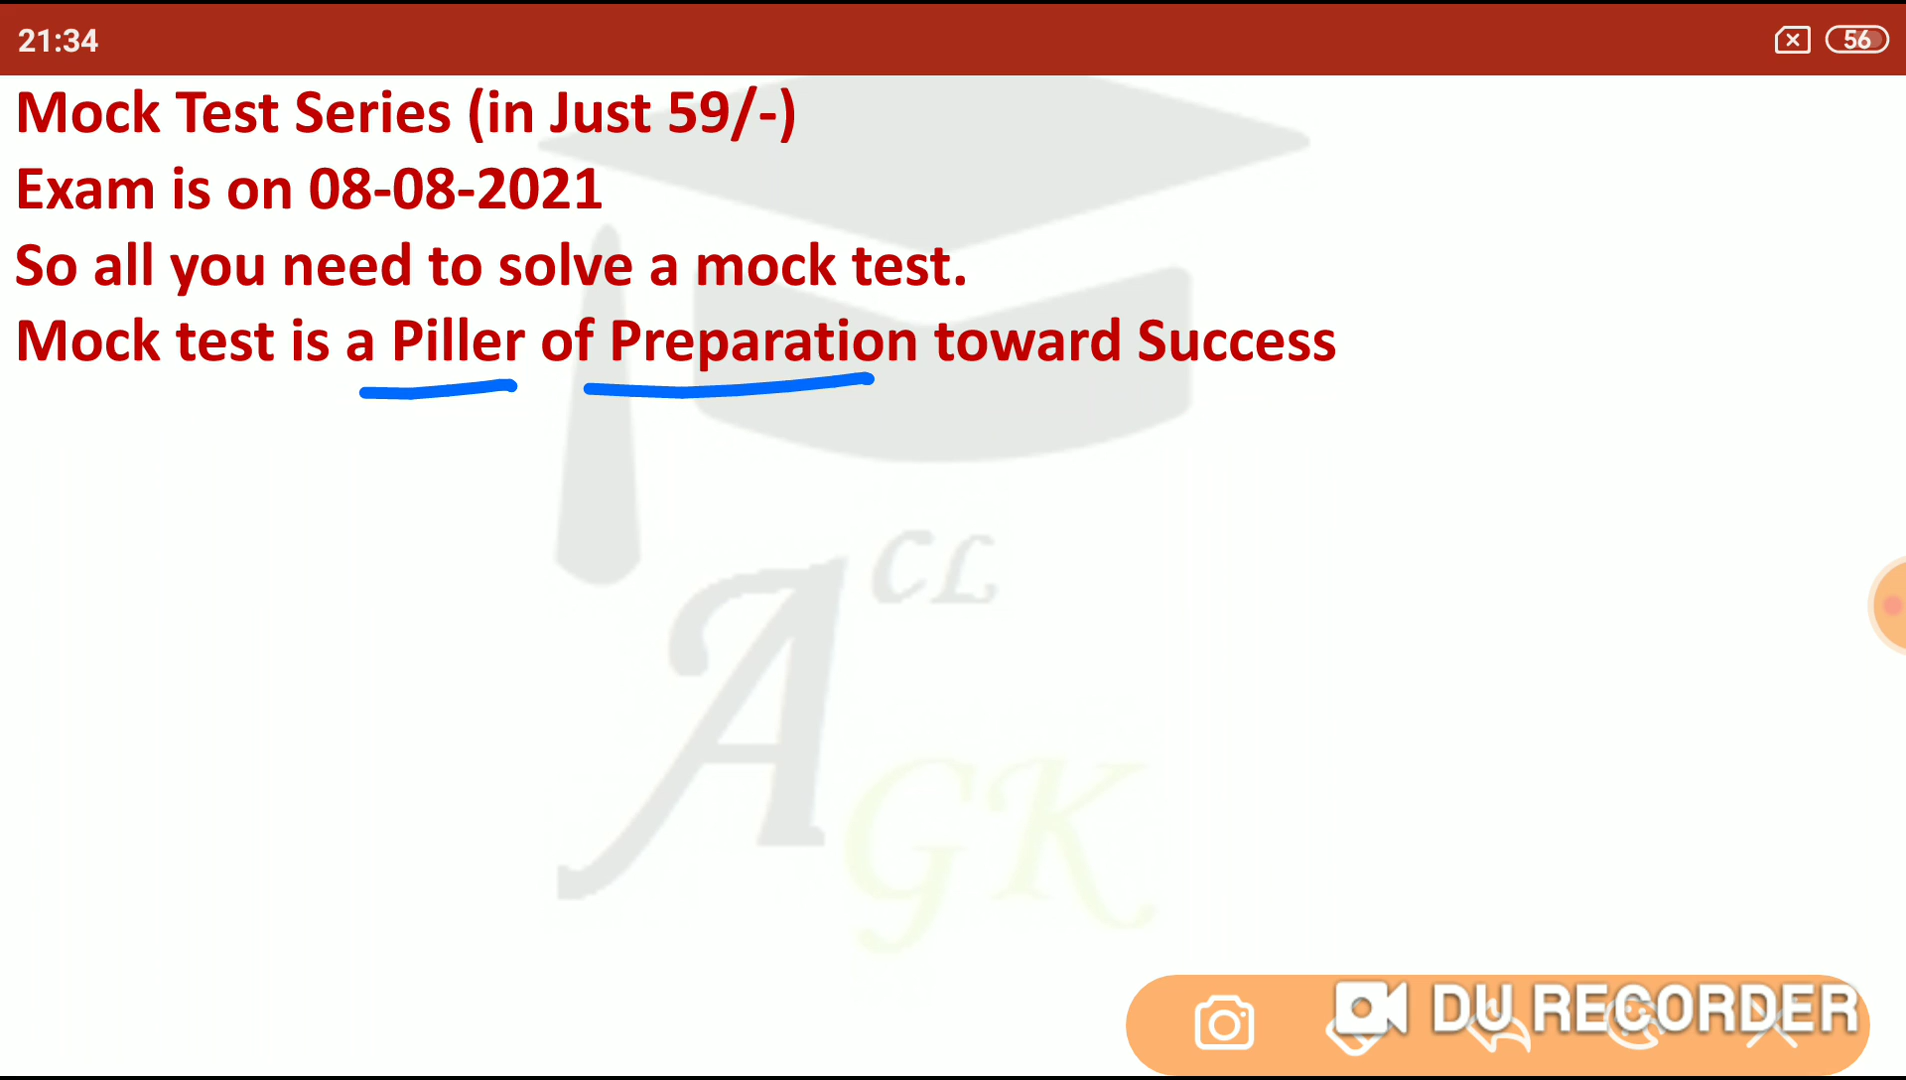 21:34
56
Mock Test Series (in Just 59/-)
Exam is on 08-08-2021
So all you need to solve a mock test.
Mock test is a Piller of Preparation toward Success
CL
A
GK
DU RECORDER